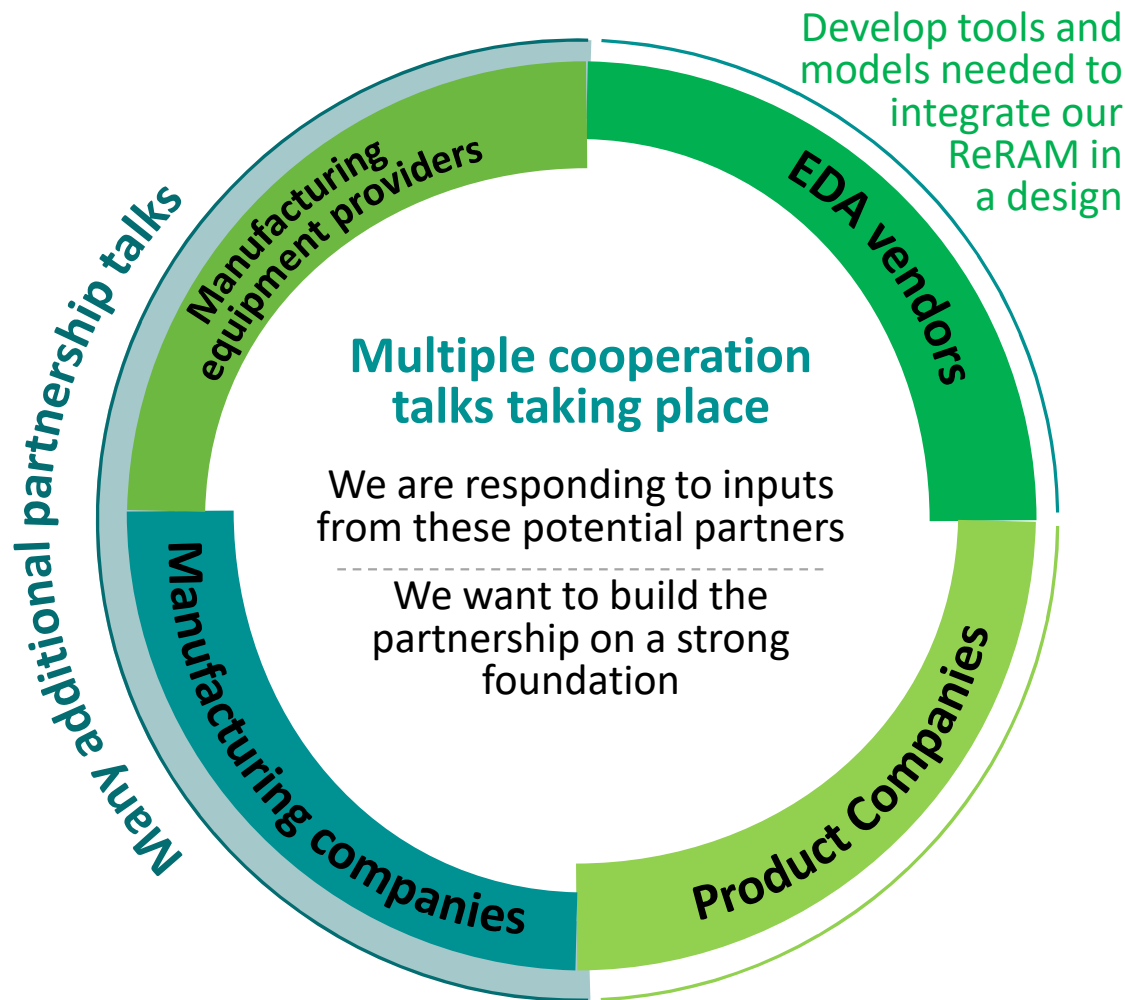 Develop tools and
models needed to
integrate our
ReRAM in
a design
Manufacturing
equipment providers
EDA vendors
Many additional partnership talks
Multiple cooperation
talks taking place
We are responding to inputs
from these potential partners
We want to build the
partnership on a strong
foundation
Manufacturing companies
Product Companies